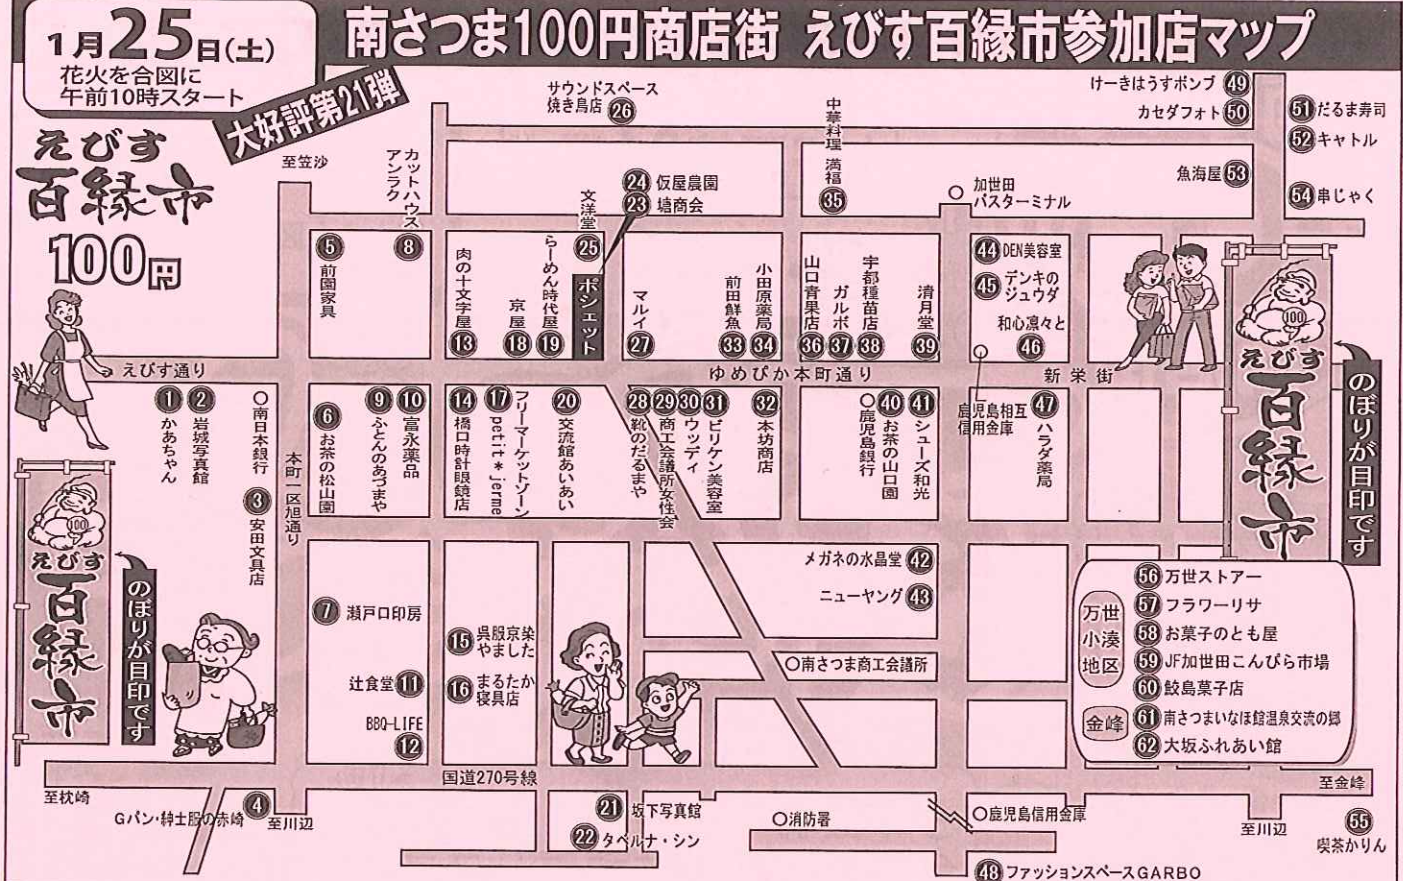 1月25日(土)
花火を合図に
午前10時スタート
南さつま100円商店街 えびす百縁市参加店マップ
大好評第21弾
えびす
百縁市
100円
至笠沙
カットハウス
アンラク
8
5 前園家具
サウンドスペース
焼き鳥店 26
中華料理 満福
35
けーきはうすポンプ 49
カセダフォト 50
51 だるま寿司
52 キャトル
魚海屋 53
54 串じゃく
24 仮屋農園
23 塘商会
文洋堂
25
ポシェット
加世田
バスターミナル
肉の十文字屋
13
京屋
18
らーめん時代屋
19
マルイ
27
前田鮮魚
33
小田原薬局
34
山口青果店
36
ガルボ
37
宇都種苗店
38
清月堂
39
44 DEN美容室
45 デンキの
ジュウダ
和心凛々と
46
えびす通り
ゆめぴか本町通り
新栄街
1 かあちゃん
2 岩城写真館
南日本銀行
3 安田文具店
本町一区旭通り
6 お茶の松山園
9 ふとんのあづまや
10 富永薬品
14 橋口時計眼鏡店
17 フリーマーケットゾーン
petit*jerme
20 交流館あいあい
28 靴のだるまや
29 商工会議所女性会
30 ウッディ
31 ビリケン美容室
32 本坊商店
鹿児島銀行
40 お茶の山口園
41 シューズ和光
鹿児島相互
信用金庫
47 ハラダ薬局
100
えびす
百縁市
のぼりが目印です
100
えびす
百縁市
のぼりが目印です
7 瀬戸口印房
辻食堂 11
BBQ-LIFE
12
15 呉服京染
やました
16 まるたか
寝具店
メガネの水晶堂 42
ニューヤング 43
南さつま商工会議所
万世
小湊
地区
56 万世ストアー
57 フラワーリサ
58 お菓子のとも屋
59 JF加世田こんぴら市場
60 鮫島菓子店
金峰
61 南さつまいなほ館温泉交流の郷
62 大坂ふれあい館
国道270号線
至枕崎
至金峰
Gパン・紳士服の赤崎 4
至川辺
21 坂下写真館
22 タベルナ・シン
消防署
鹿児島信用金庫
至川辺
55
喫茶かりん
48 ファッションスペースGARBO